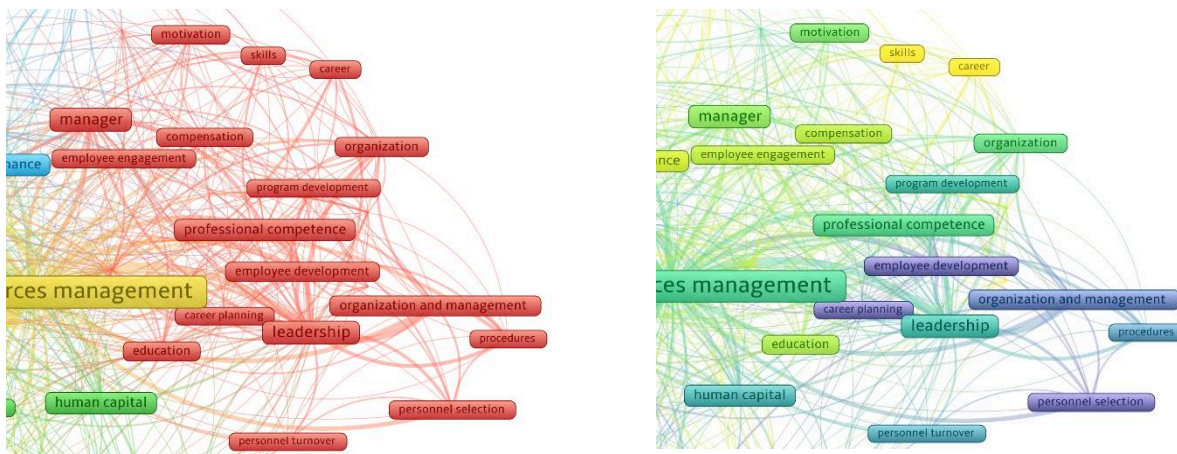 motivation
skills
career
manager
compensation
organization
nance
employee engagement
program development
professional competence
employee development
rces management
organization and management
career planning
leadership
procedures
education
human capital
personnel selection
personnel turnover
motivation
skills
career
manager
compensation
organization
nce
employee engagement
program development
professional competence
employee development
ces management
organization and management
career planning
leadership
procedures
education
human capital
personnel selection
personnel turnover